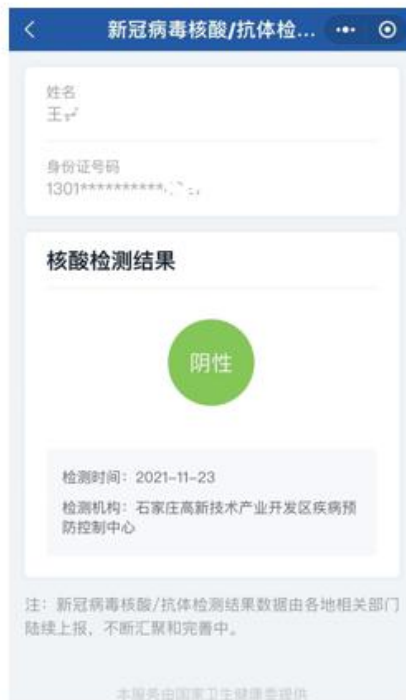 新冠病毒核酸/抗体检...
姓名
王
身份证号码
1301**********
核酸检测结果
阴性
检测时间：2021-11-23
检测机构：石家庄高新技术产业开发区疾病预
防控制中心
注：新冠病毒核酸/抗体检测结果数据由各地相关部门
陆续上报、不断汇聚和完善中。
本服务由国家卫生健康委提供